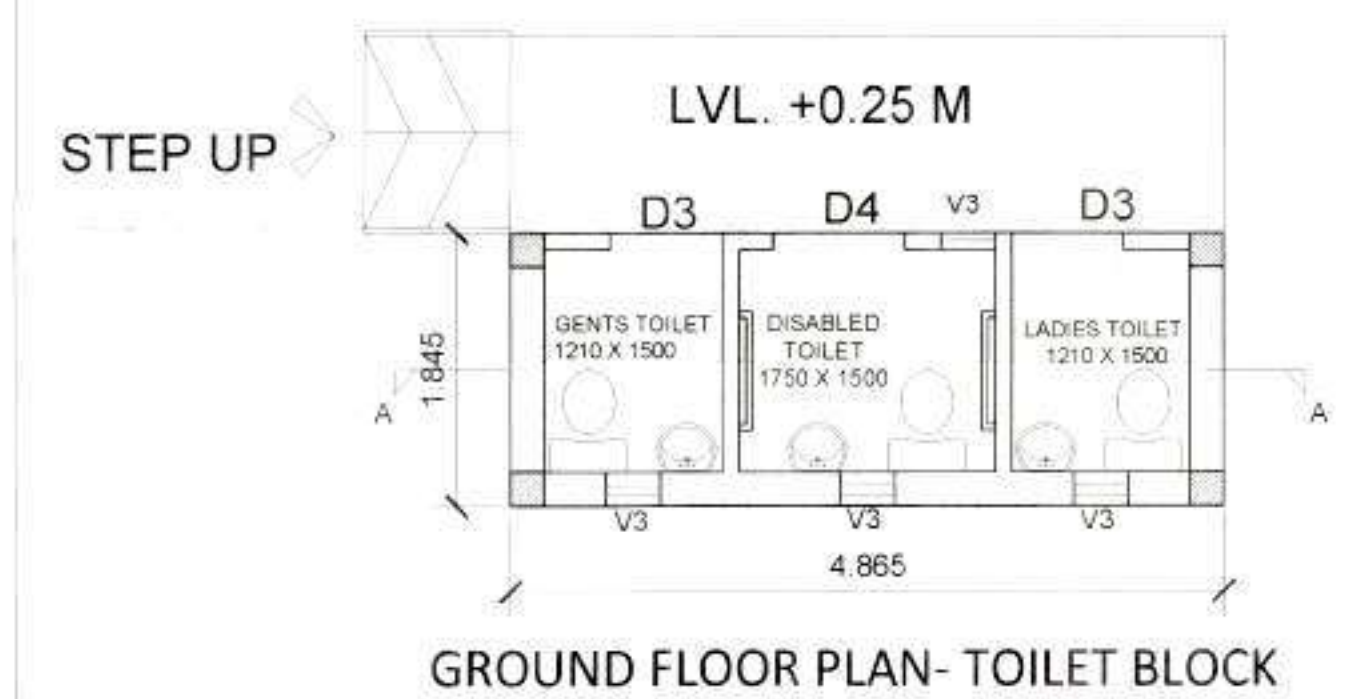 LVL. +0.25 M
STEP UP
D3
D4
V3
D3
GENTS TOILET
1210 X 1500
DISABLED
TOILET
1750 X 1500
LADIES TOILET
1210 X 1500
1.845
A
A
V3
V3
V3
4.865
GROUND FLOOR PLAN- TOILET BLOCK